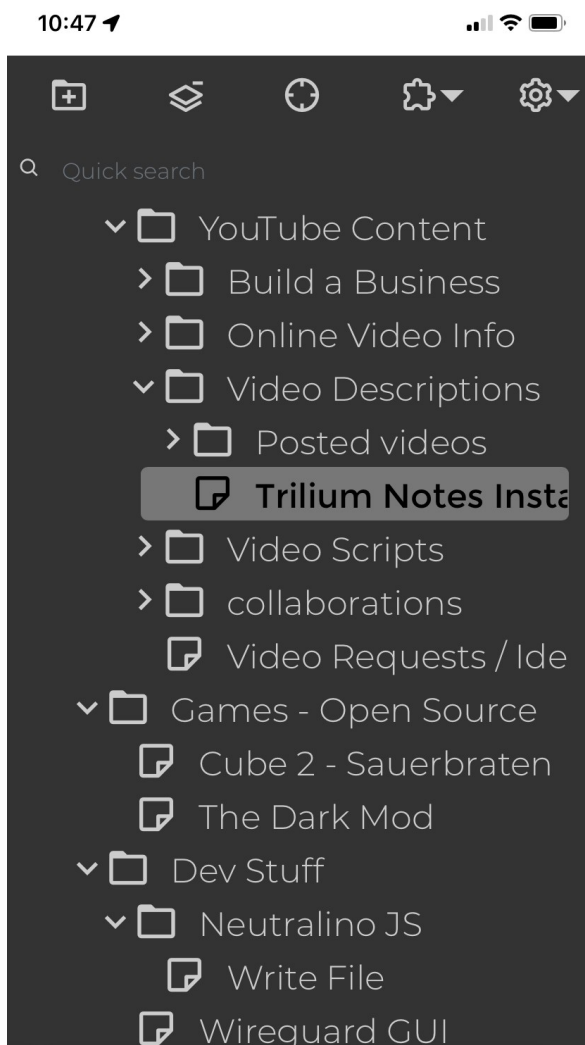 10:47
Quick search
YouTube Content
Build a Business
Online Video Info
Video Descriptions
Posted videos
Trilium Notes Insta
Video Scripts
collaborations
Video Requests / Ide
Games - Open Source
Cube 2 - Sauerbraten
The Dark Mod
Dev Stuff
Neutralino JS
Write File
Wireguard GUI